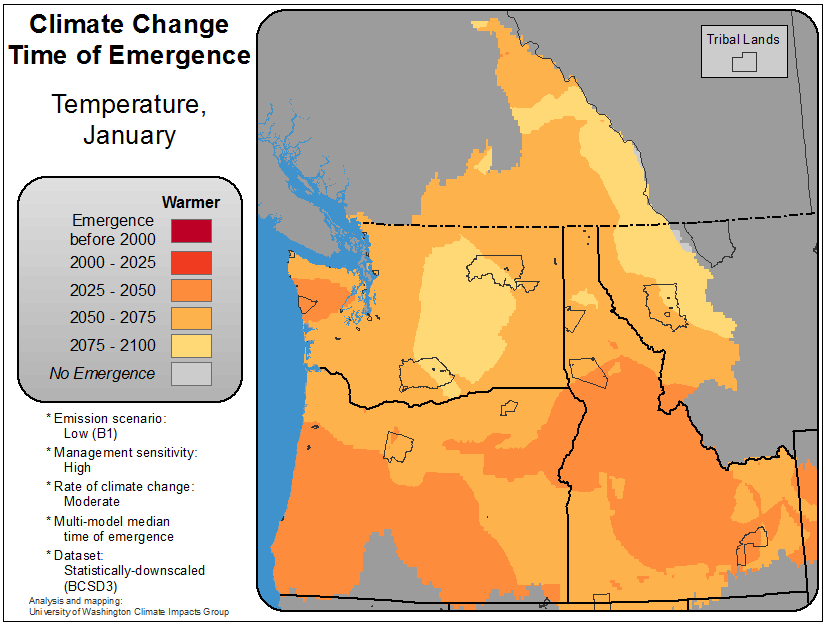 Climate Change
Time of Emergence
Temperature,
January
Warmer
Emergence
before 2000
2000 - 2025
2025 - 2050
2050 - 2075
2075 - 2100
No Emergence
* Emission scenario:
Low (B1)
* Management sensitivity:
High
* Rate of climate change:
Moderate
* Multi-model median
time of emergence
* Dataset:
Statistically-downscaled
(BCSD3)
Analysis and mapping:
University of Washington Climate Impacts Group
Tribal Lands